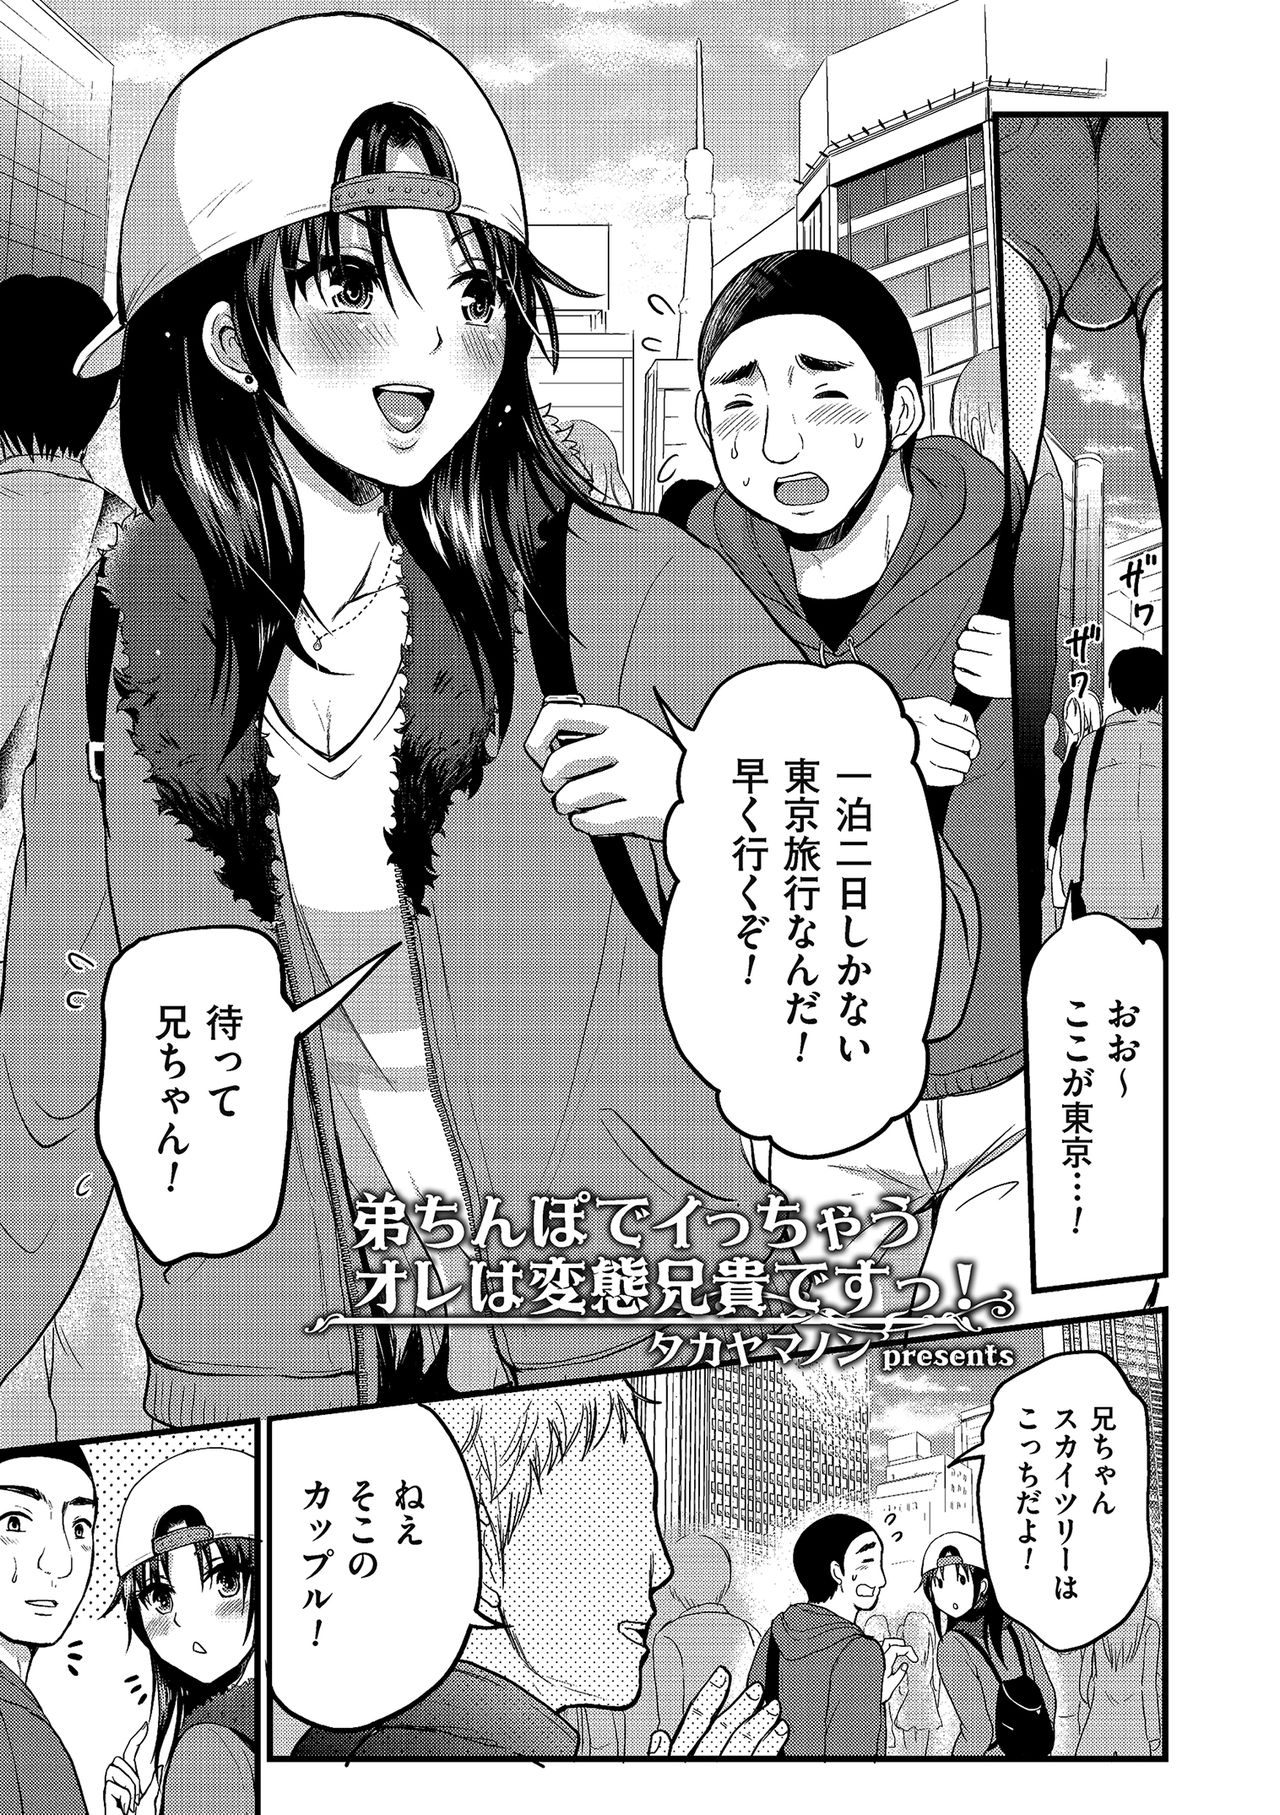 ザワ
ザワ
おお～
ここが東京…！
一泊二日しかない
東京旅行なんだ！
早く行くぞ！
待って
兄ちゃん！
弟ちんぽでイっちゃう
オレは変態兄貴ですっ！
タカヤマノン presents
兄ちゃん
スカイツリーは
こっちだよ！
ねえ
そこの
カップル！